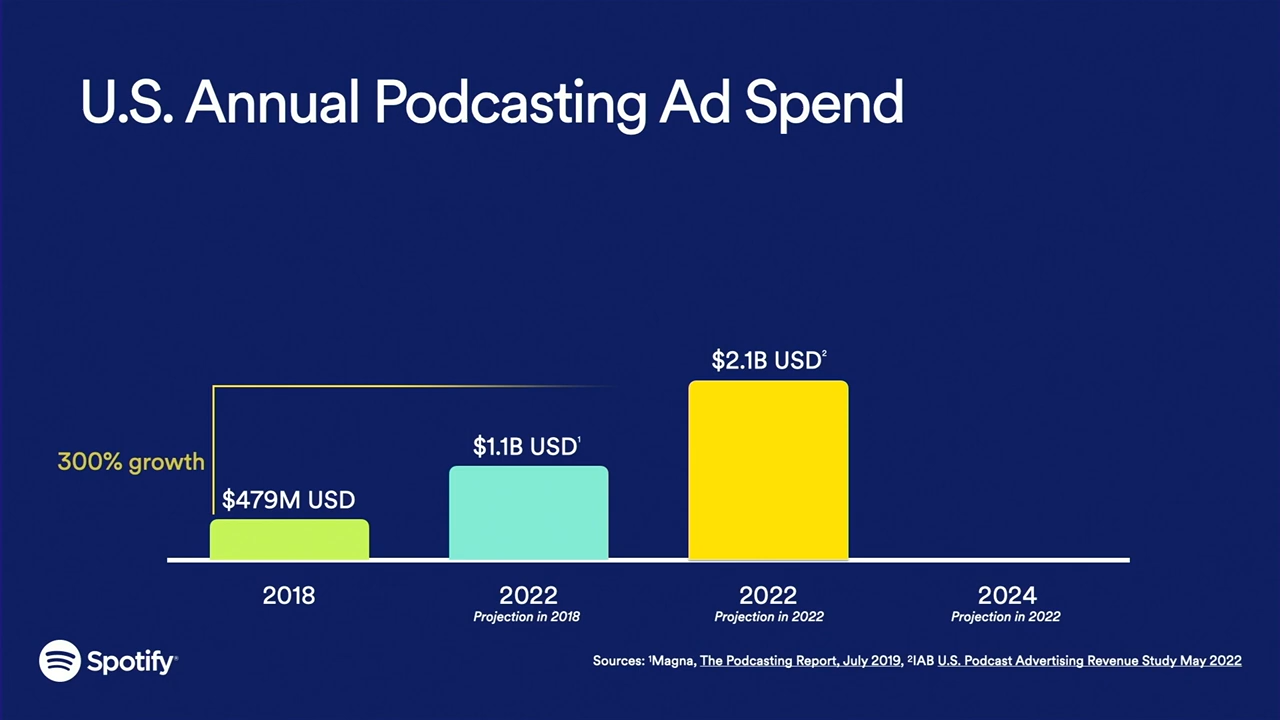 U.S. Annual Podcasting Ad Spend
$2.1B USD²
$1.1B USD¹
300% growth
$479M USD
2018
2022
Projection in 2018
2022
Projection in 2022
2024
Projection in 2022
Spotify®
Sources: ¹Magna, The Podcasting Report, July 2019, ²IAB U.S. Podcast Advertising Revenue Study May 2022